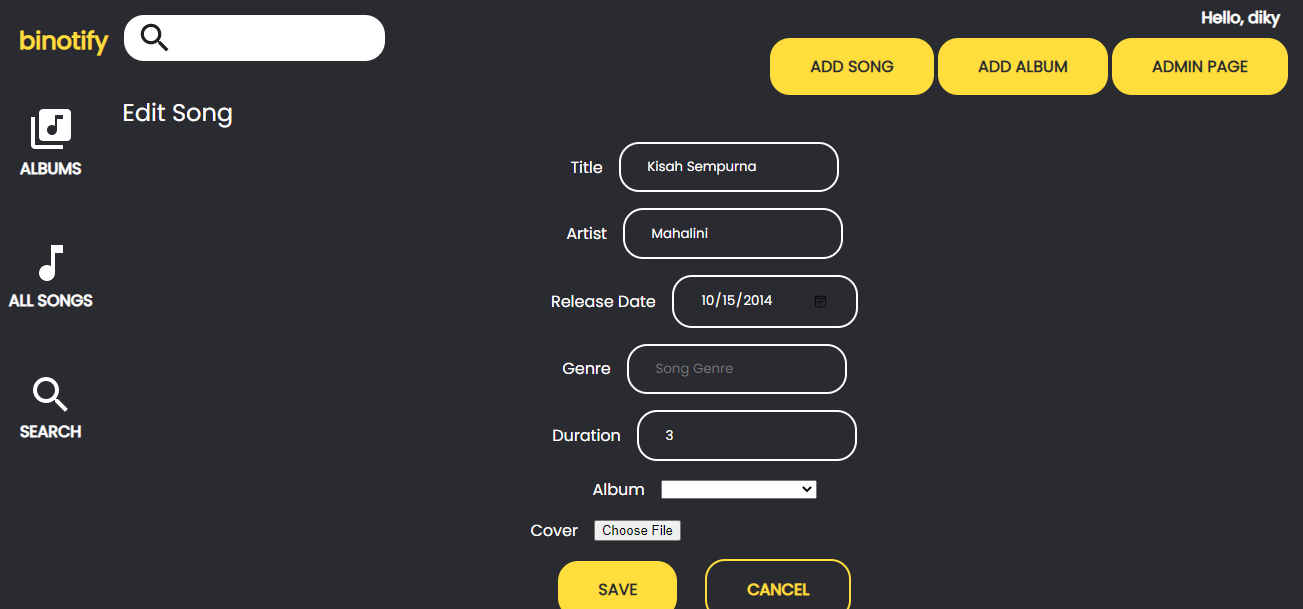 Hello, diky
binotify
ADD SONG ADD ALBUM ADMIN PAGE
Edit Song
ALBUMS
Title Kisah Sempurna
Artist Mahalini
ALL SONGS
Release Date 10/15/2014
Genre Song Genre
SEARCH
Duration 3
Album
Cover Choose File
SAVE CANCEL